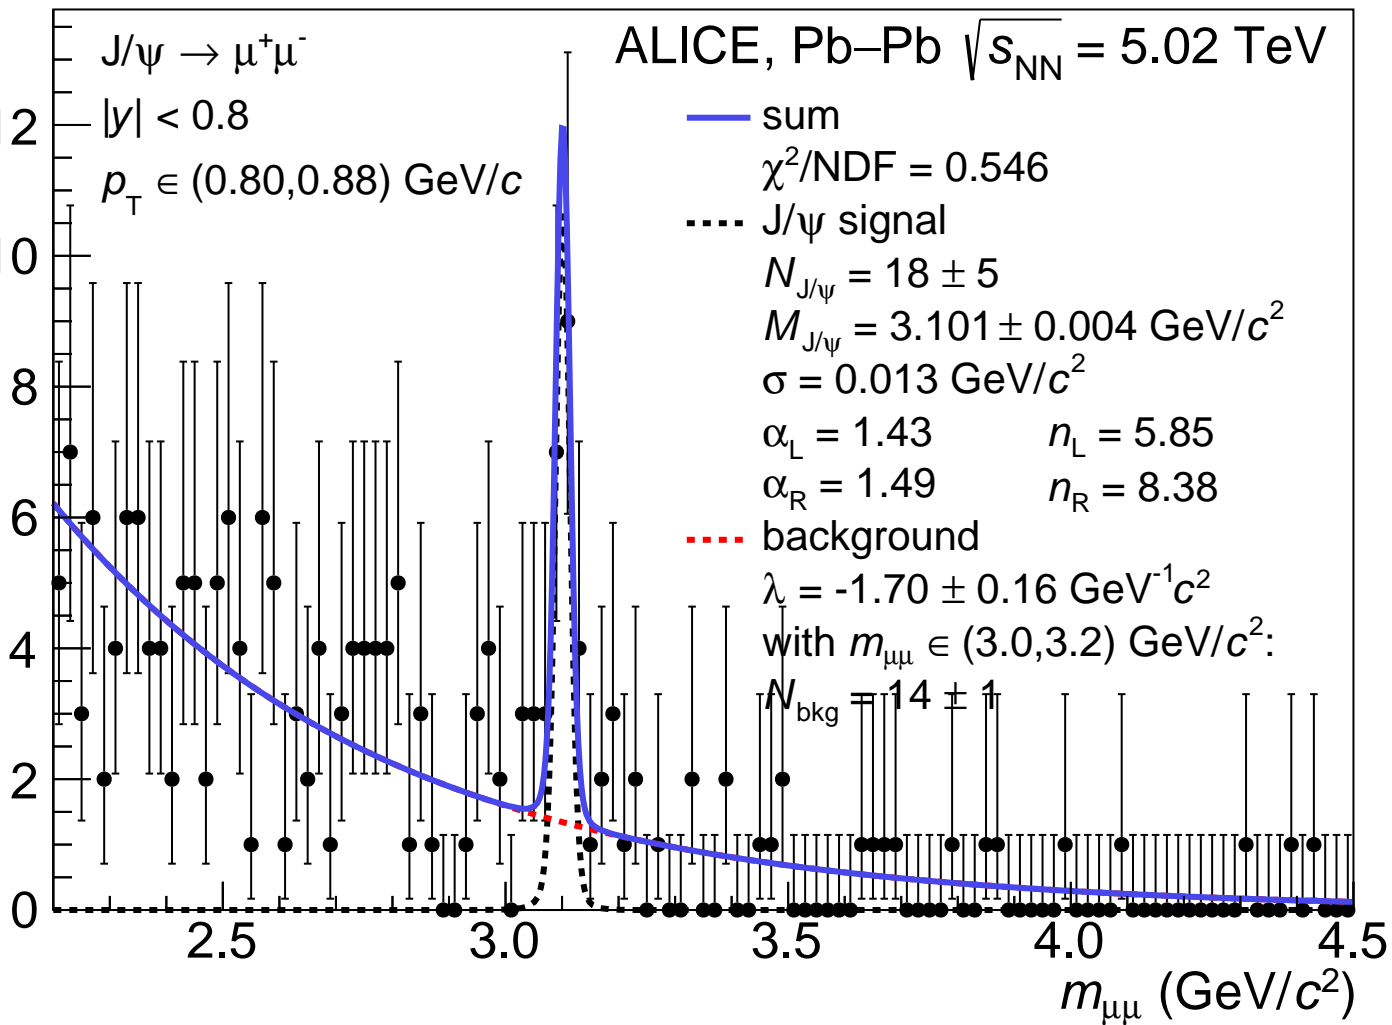 J/ψ → μ⁺μ⁻
|y| < 0.8
p_T ∈ (0.80,0.88) GeV/c
ALICE, Pb–Pb √s_NN = 5.02 TeV
sum
χ²/NDF = 0.546
J/ψ signal
N_J/ψ = 18 ± 5
M_J/ψ = 3.101 ± 0.004 GeV/c²
σ = 0.013 GeV/c²
α_L = 1.43 n_L = 5.85
α_R = 1.49 n_R = 8.38
background
λ = -1.70 ± 0.16 GeV⁻¹c²
with m_μμ ∈ (3.0,3.2) GeV/c²:
N_bkg = 14 ± 1
2
0
8
6
4
2
0
2.5 3.0 3.5 4.0 4.5
m_μμ (GeV/c²)